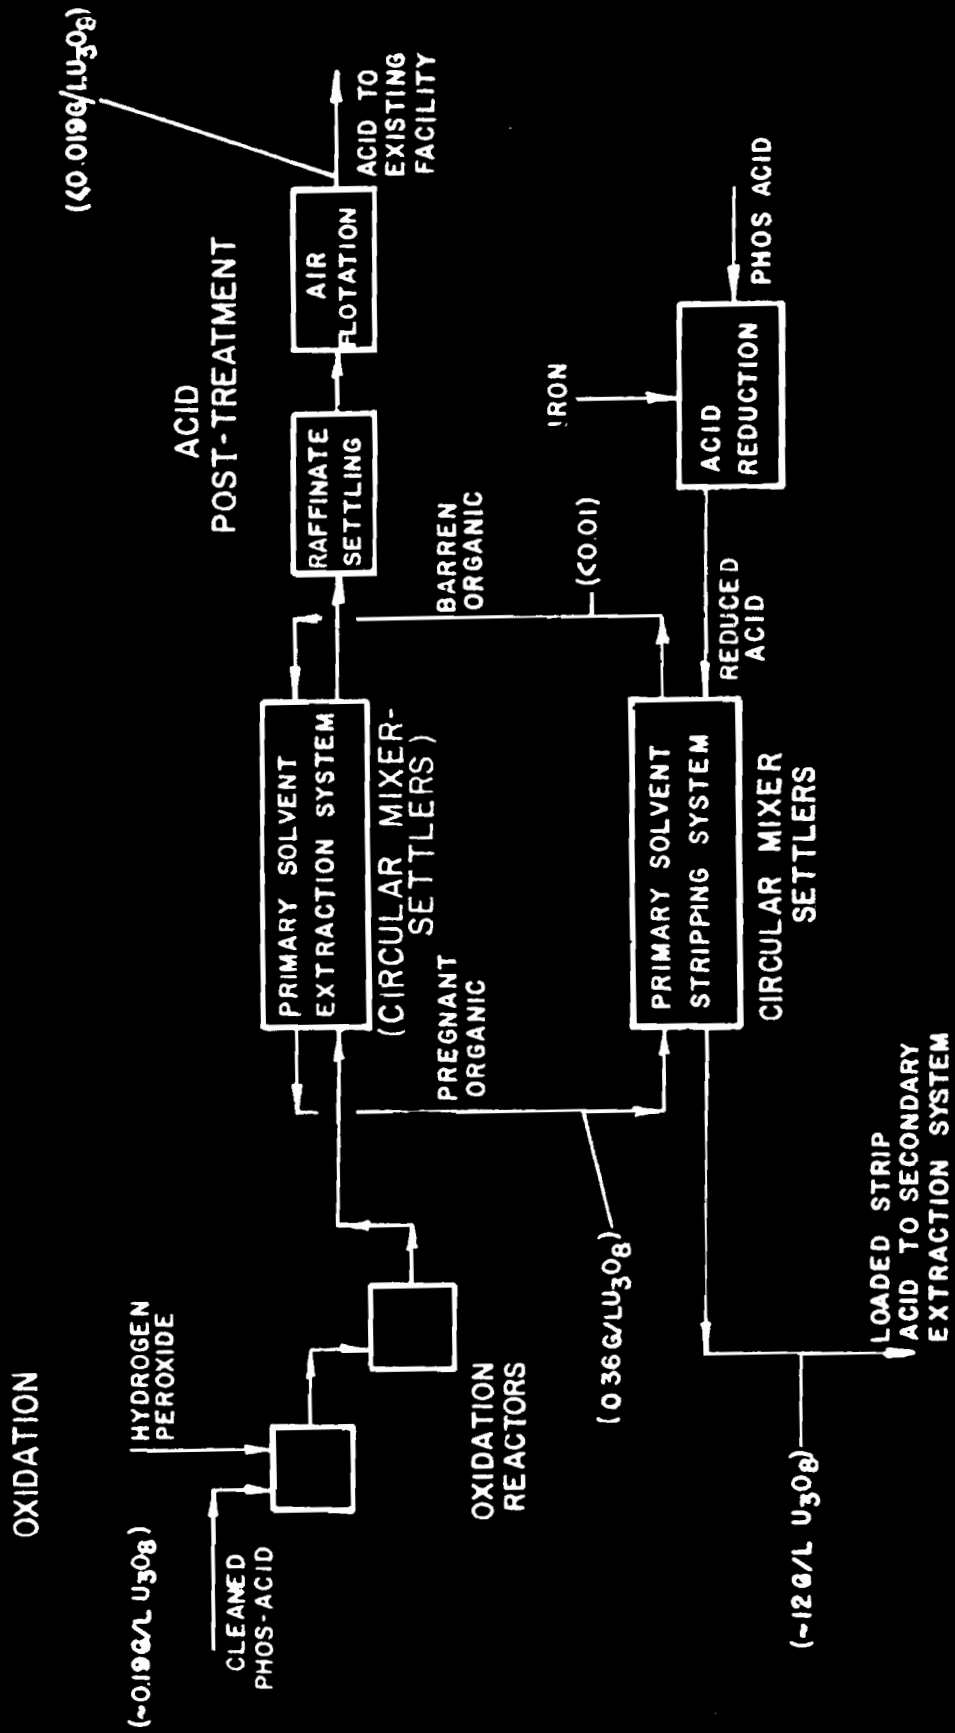 OXIDATION
(~0.19G/L U3O8)
CLEANED
PHOS-ACID
HYDROGEN
PEROXIDE
OXIDATION
REACTORS
PRIMARY SOLVENT
EXTRACTION SYSTEM
(CIRCULAR MIXER-
SETTLERS)
ACID
POST-TREATMENT
RAFFINATE
SETTLING
AIR
FLOTATION
(<0.019G/LU3O8)
ACID TO
EXISTING
FACILITY
PREGNANT
ORGANIC
(0 36G/LU3O8)
BARREN
ORGANIC
(<0.01)
PRIMARY SOLVENT
STRIPPING SYSTEM
CIRCULAR MIXER
SETTLERS
REDUCED
ACID
IRON
ACID
REDUCTION
PHOS ACID
(~12G/L U3O8)
LOADED STRIP
ACID TO SECONDARY
EXTRACTION SYSTEM